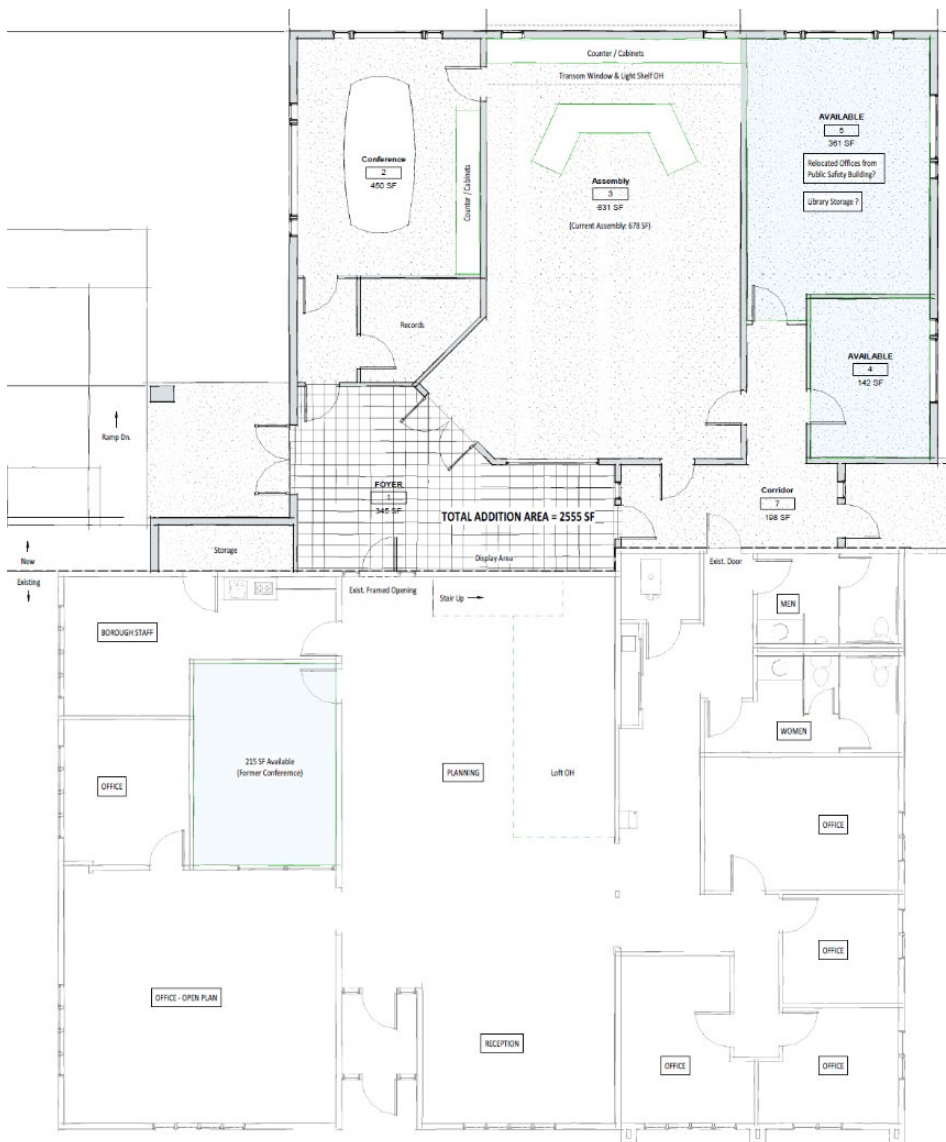 Counter / Cabinets
Transom Window & Light Shelf OH
Conference
2
450 SF
Counter / Cabinets
Assembly
3
831 SF
(Current Assembly: 678 SF)
AVAILABLE
5
361 SF
Relocated Offices from
Public Safety Building?
Library Storage ?
Records
AVAILABLE
4
142 SF
Ramp Dn.
FOYER
1
345 SF
TOTAL ADDITION AREA = 2555 SF
Corridor
7
198 SF
Storage
Display Area
New
Existing
Exist. Framed Opening
Stair Up
Exist. Door
MEN
BOROUGH STAFF
WOMEN
215 SF Available
(Former Conferemce)
OFFICE
PLANNING
Loft OH
OFFICE
OFFICE
OFFICE - OPEN PLAN
RECEPTION
OFFICE
OFFICE